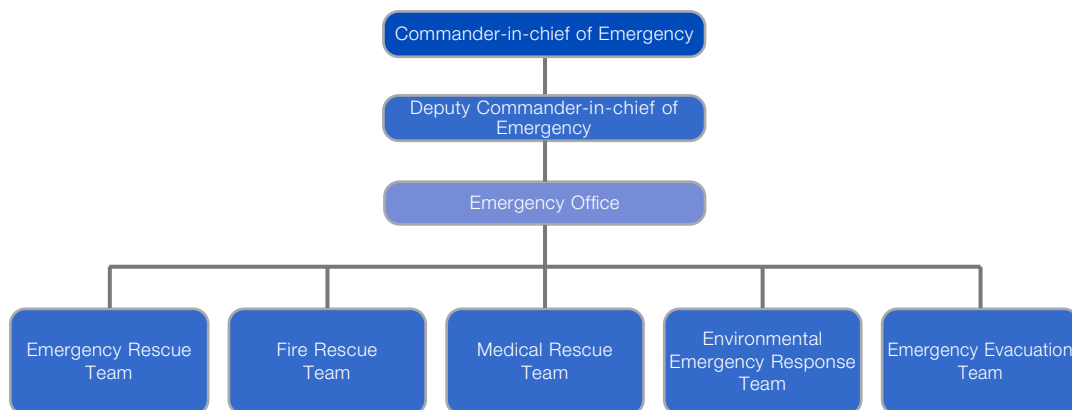 Commander-in-chief of Emergency
Deputy Commander-in-chief of
Emergency
Emergency Office
Emergency Rescue
Team
Fire Rescue
Team
Medical Rescue
Team
Environmental
Emergency Response
Team
Emergency Evacuation
Team